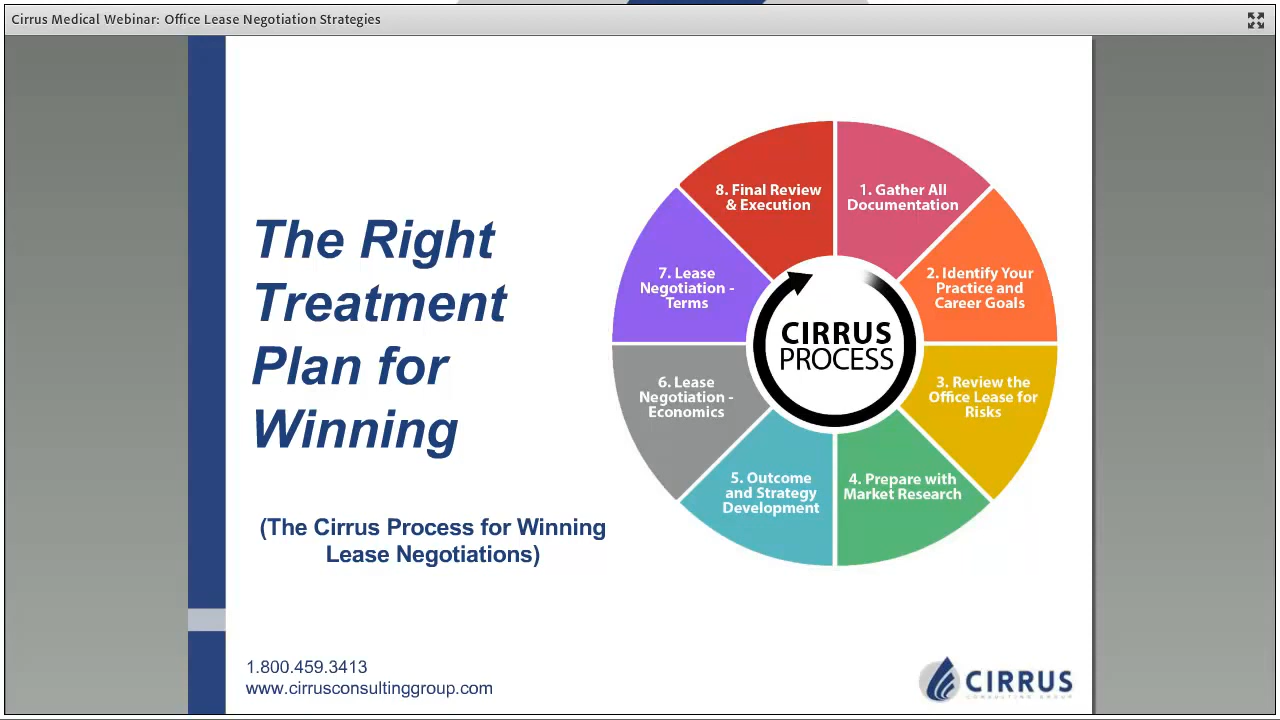 Cirrus Medical Webinar: Office Lease Negotiation Strategies
The Right
Treatment
Plan for
Winning
(The Cirrus Process for Winning
Lease Negotiations)
8. Final Review
& Execution
1. Gather All
Documentation
2. Identify Your
Practice and
Career Goals
3. Review the
Office Lease for
Risks
4. Prepare with
Market Research
5. Outcome
and Strategy
Development
6. Lease
Negotiation -
Economics
7. Lease
Negotiation -
Terms
CIRRUS
PROCESS
1.800.459.3413
www.cirrusconsultinggroup.com
CIRRUS
CONSULTING GROUP